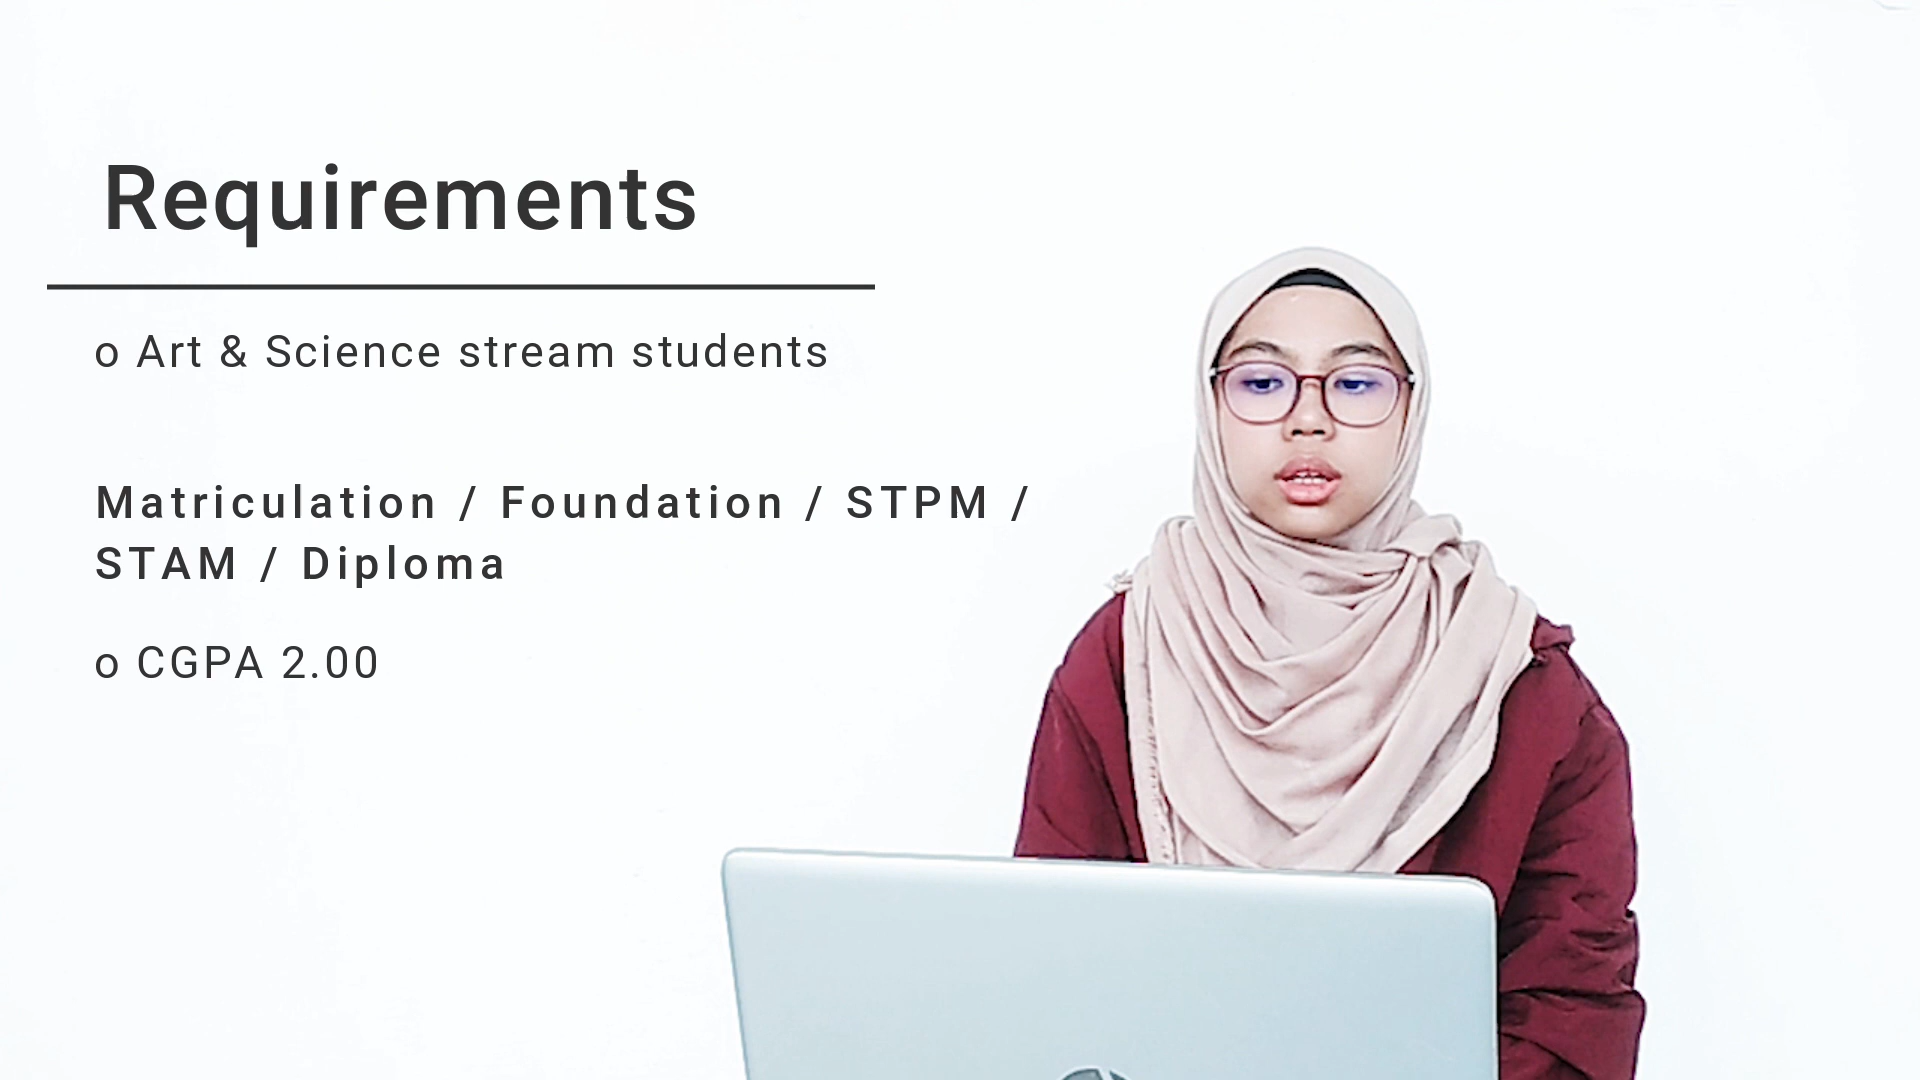 Requirements
o Art & Science stream students
Matriculation / Foundation / STPM /
STAM / Diploma
o CGPA 2.00